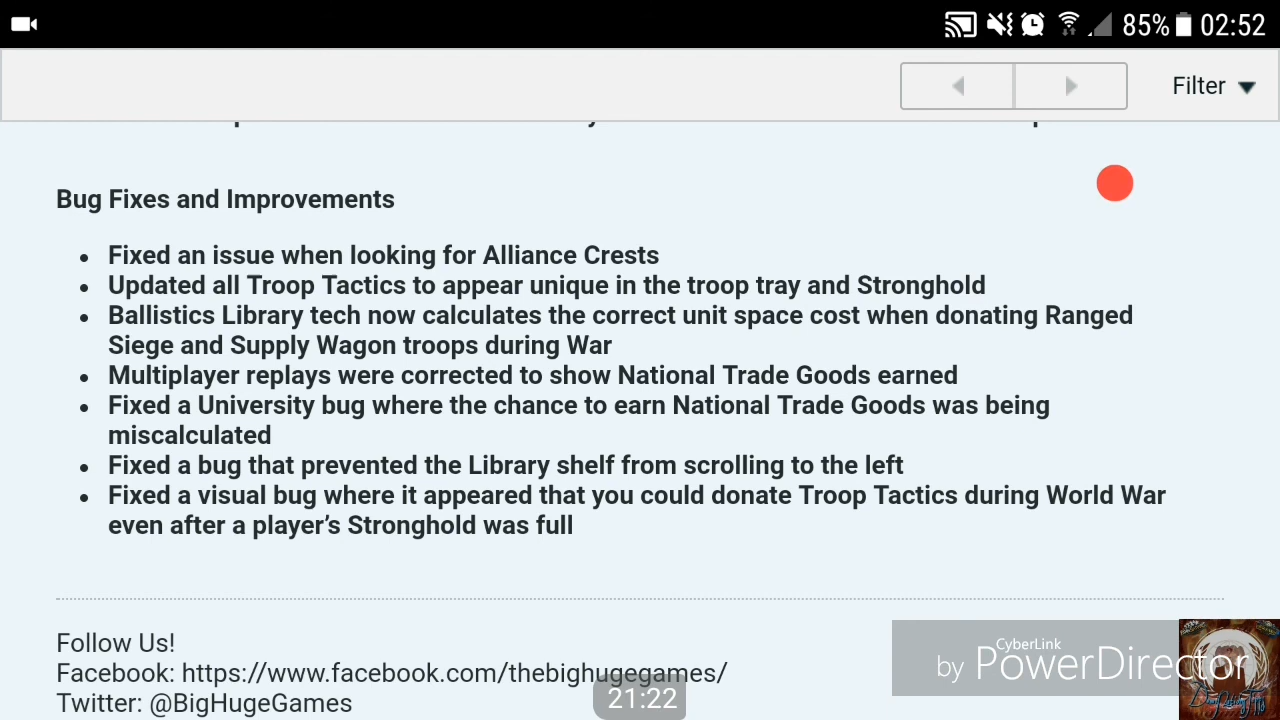 85% 02:52
Filter
Bug Fixes and Improvements
• Fixed an issue when looking for Alliance Crests
• Updated all Troop Tactics to appear unique in the troop tray and Stronghold
• Ballistics Library tech now calculates the correct unit space cost when donating Ranged
Siege and Supply Wagon troops during War
• Multiplayer replays were corrected to show National Trade Goods earned
• Fixed a University bug where the chance to earn National Trade Goods was being
miscalculated
• Fixed a bug that prevented the Library shelf from scrolling to the left
• Fixed a visual bug where it appeared that you could donate Troop Tactics during World War
even after a player’s Stronghold was full
Follow Us!
Facebook: https://www.facebook.com/thebighugegames/
Twitter: @BigHugeGames
21:22
CyberLink
by PowerDirector